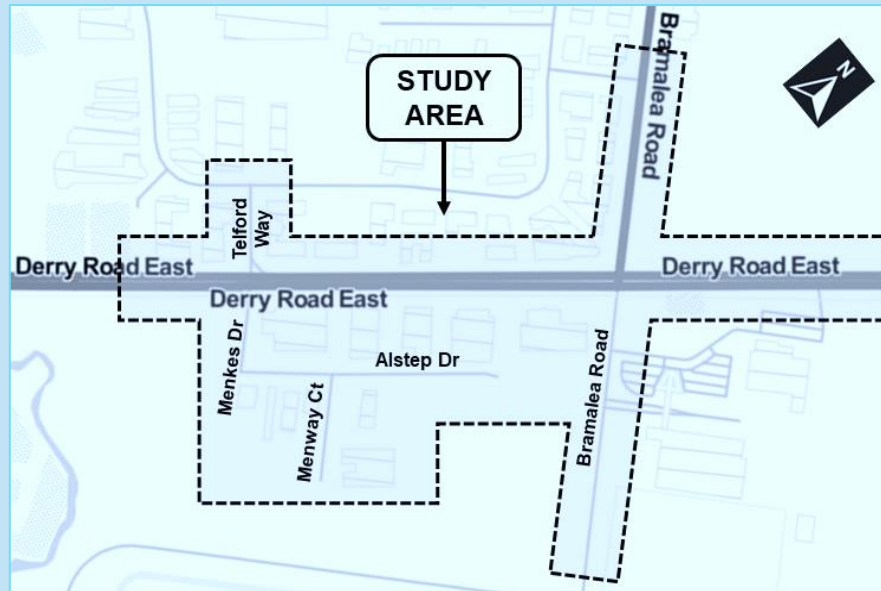 STUDY
AREA
Bramalea Road
N
Telford
Way
Derry Road East
Derry Road East
Derry Road East
Menkes Dr
Alstep Dr
Menway Ct
Bramalea Road